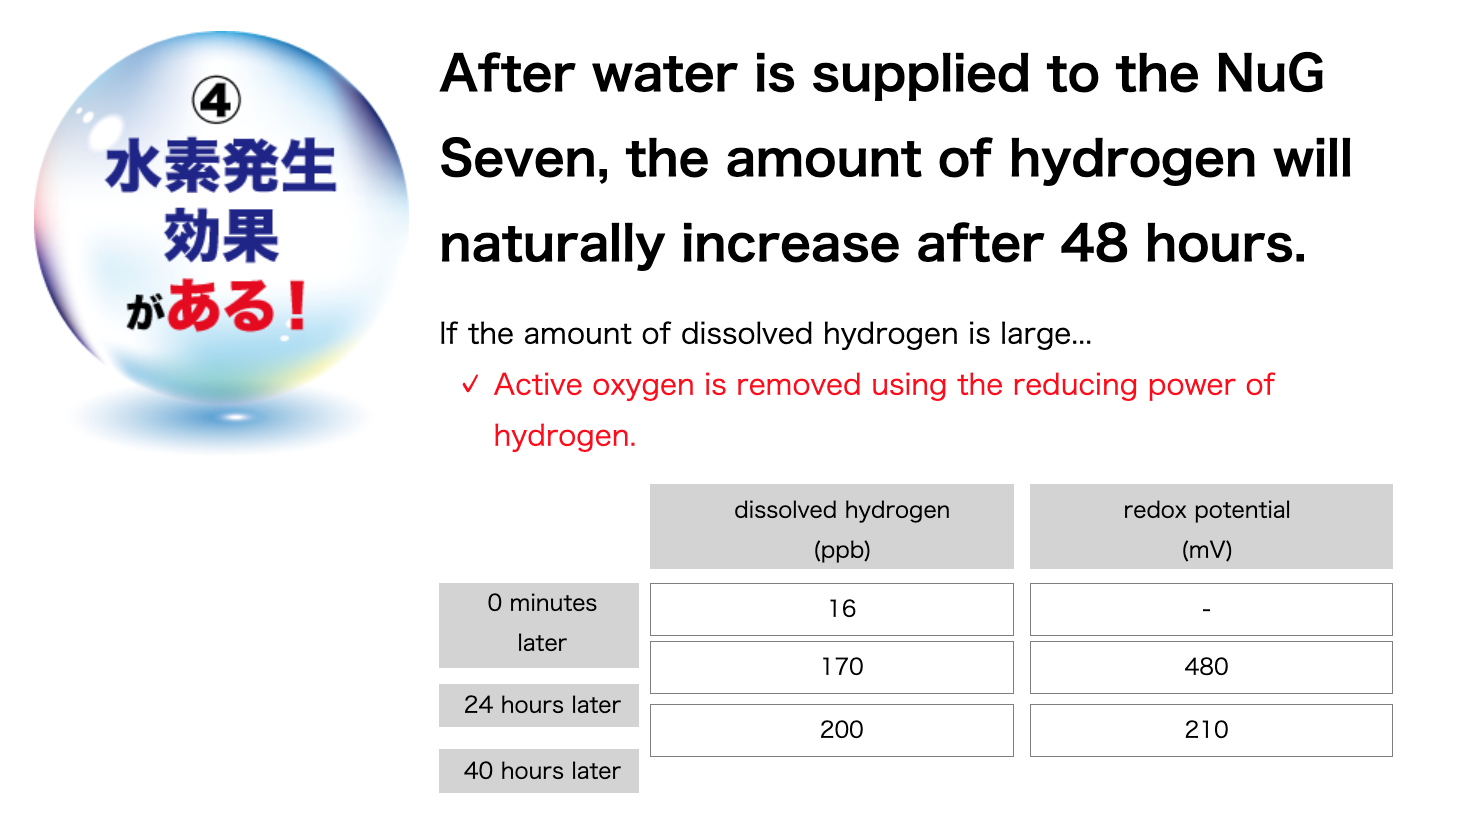 ④
水素発生
効果
がある！
After water is supplied to the NuG
Seven, the amount of hydrogen will
naturally increase after 48 hours.
If the amount of dissolved hydrogen is large...
✓ Active oxygen is removed using the reducing power of
hydrogen.
dissolved hydrogen
(ppb)
redox potential
(mV)
0 minutes
later
16
-
170
480
24 hours later
200
210
40 hours later